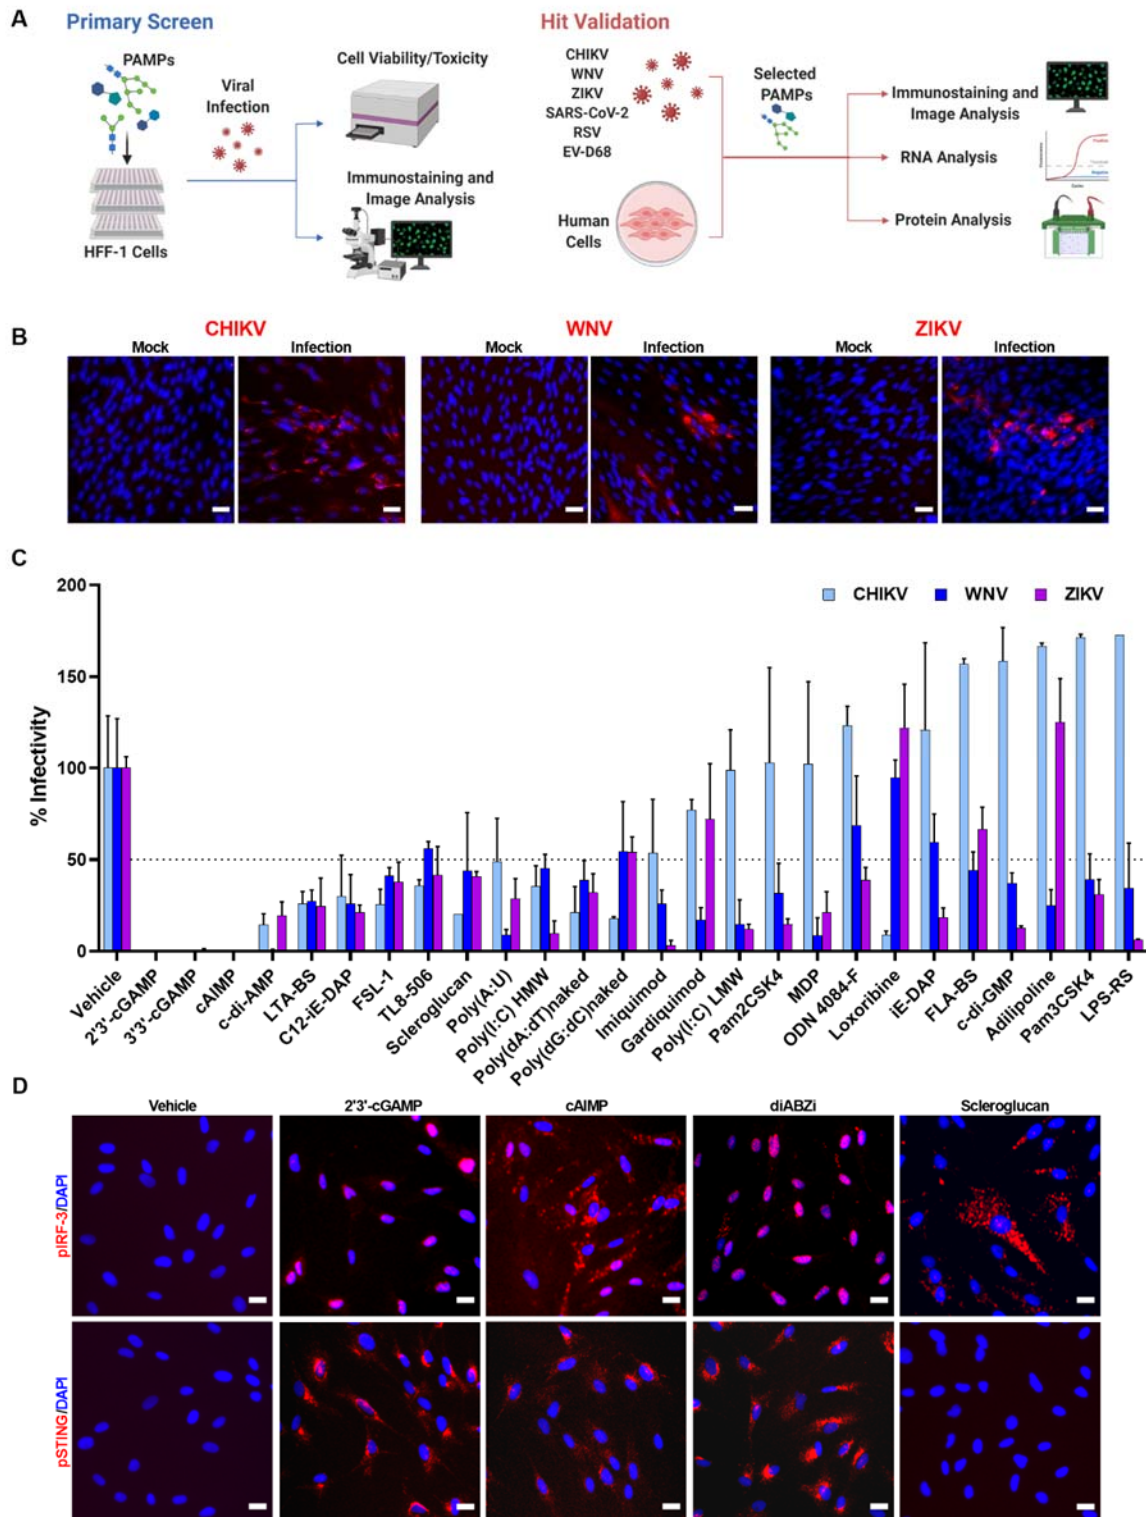 A
Primary Screen
PAMPs
Viral
Infection
HFF-1 Cells
Cell Viability/Toxicity
Immunostaining and
Image Analysis
Hit Validation
CHIKV
WNV
ZIKV
SARS-CoV-2
RSV
EV-D68
Human
Cells
Selected
PAMPs
Immunostaining and
Image Analysis
RNA Analysis
Protein Analysis
B
CHIKV
WNV
ZIKV
Mock
Infection
Mock
Infection
Mock
Infection
C
% Infectivity
200
150
100
50
0
CHIKV
WNV
ZIKV
Vehicle
2'3'-cGAMP
3'3'-cGAMP
cAIMP
c-di-AMP
LTA-BS
C12-iE-DAP
FSL-1
TL8-506
Scleroglucan
Poly(A:U)
Poly(I:C) HMW
Poly(dA:dT)naked
Poly(dG:dC)naked
Imiquimod
Gardiquimod
Poly(I:C) LMW
Pam2CSK4
MDP
ODN 4084-F
Loxoribine
iE-DAP
FLA-BS
c-di-GMP
Adilipoline
Pam3CSK4
LPS-RS
D
Vehicle
2'3'-cGAMP
cAIMP
diABZi
Scleroglucan
pIRF-3/DAPI
pSTING/DAPI